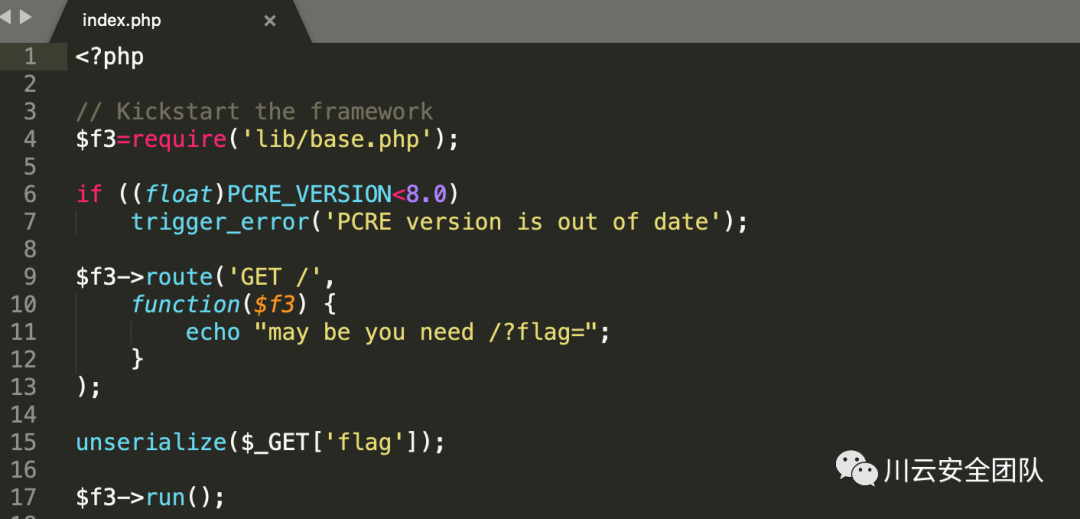 index.php ×
1 <?php
2
3 // Kickstart the framework
4 $f3=require('lib/base.php');
5
6 if ((float)PCRE_VERSION<8.0)
7 trigger_error('PCRE version is out of date');
8
9 $f3->route('GET /',
10 function($f3) {
11 echo "may be you need /?flag=";
12 }
13 );
14
15 unserialize($_GET['flag']);
16
17 $f3->run();
川云安全团队